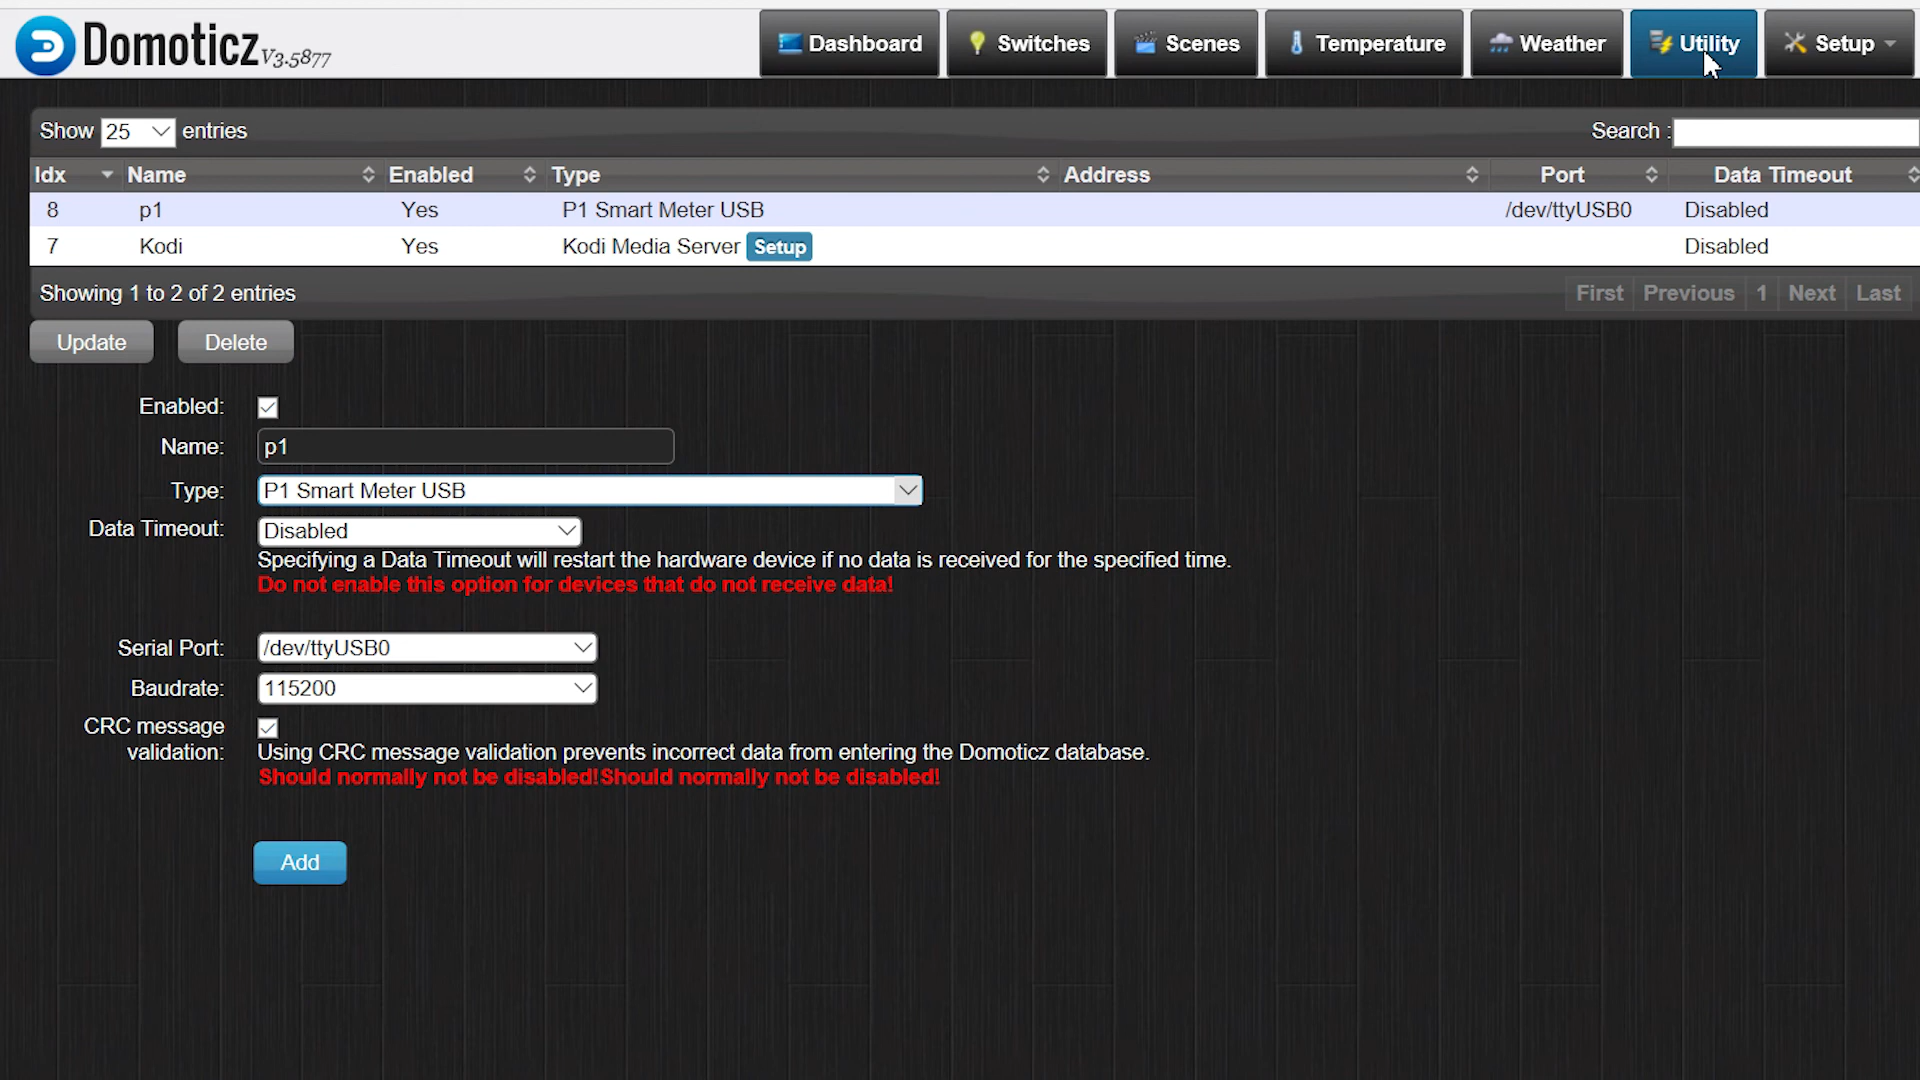 Domoticz V3.5877
Dashboard Switches Scenes Temperature Weather Utility Setup
Show 25 entries Search :
Idx Name Enabled Type Address Port Data Timeout
8 p1 Yes P1 Smart Meter USB /dev/ttyUSB0 Disabled
7 Kodi Yes Kodi Media Server Setup Disabled
Showing 1 to 2 of 2 entries First Previous 1 Next Last
Update Delete
Enabled:
Name: p1
Type: P1 Smart Meter USB
Data Timeout: Disabled
Specifying a Data Timeout will restart the hardware device if no data is received for the specified time.
Do not enable this option for devices that do not receive data!
Serial Port: /dev/ttyUSB0
Baudrate: 115200
CRC message
validation: Using CRC message validation prevents incorrect data from entering the Domoticz database.
Should normally not be disabled!Should normally not be disabled!
Add